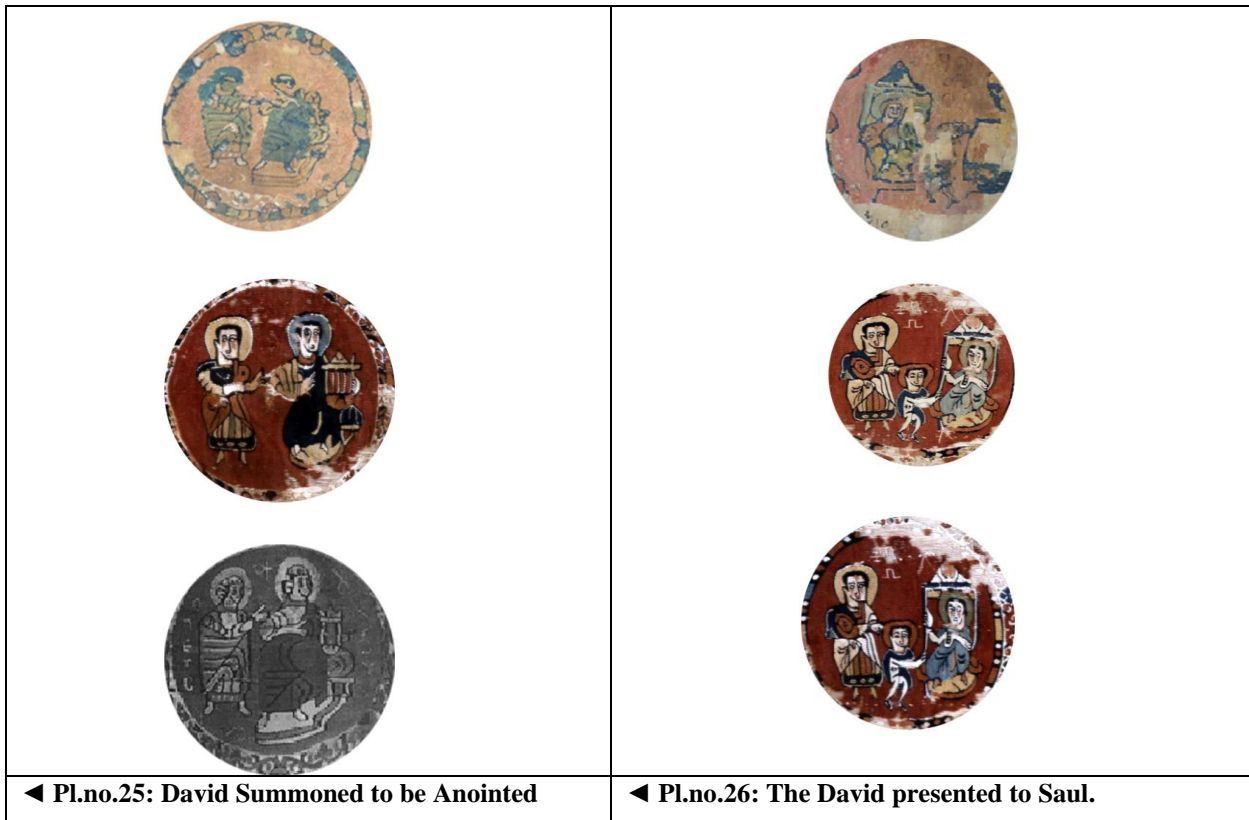 ◄ Pl.no.25: David Summoned to be Anointed
◄ Pl.no.26: The David presented to Saul.